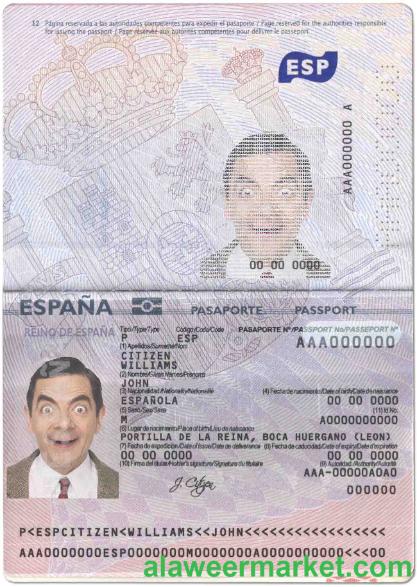 12 Página reservada a las autoridades competentes para expedir el pasaporte / Page reserved for the authorities responsible
for issuing the passport / Page réservée aux autorités compétentes pour délivrer le passeport.
ESP
AAA000000 A
00 00 0000
ESPAÑA PASAPORTE PASSPORT
REINO DE ESPAÑA Tipo/Type/Type Código/Code/Code PASAPORTE Nº/PASSPORT No/PASSEPORT Nº
P ESP AAA000000
(1) Apellidos/Surname/Nom
CITIZEN
WILLIAMS
(2) Nombre/Given Names/Prénoms
JOHN
(3) Nacionalidad/Nationality/Nationalité (4) Fecha de nacimiento/Date of birth/Date de naissance
ESPAÑOLA 00 00 0000
(5) Sexo/Sex/Sexe (11) Id No.
M A0000000000
(6) Lugar de nacimiento/Place of birth/Lieu de naissance
PORTILLA DE LA REINA, BOCA HUERGANO (LEON)
(7) Fecha de expedición/Date of issue/Date de délivrance (8) Fecha de caducidad/Date of expiry/Date d'expiration
00 00 0000 00 00 0000
(10) Firma del titular/Holder's signature/Signature du titulaire (9) Autoridad/Authority/Autorité
AAA-00000A0AD
J. Citizen
000000
P<ESPCITIZEN<WILLIAMS<<JOHN<<<<<<<<<<<<<<<<<
alaweermarket.com